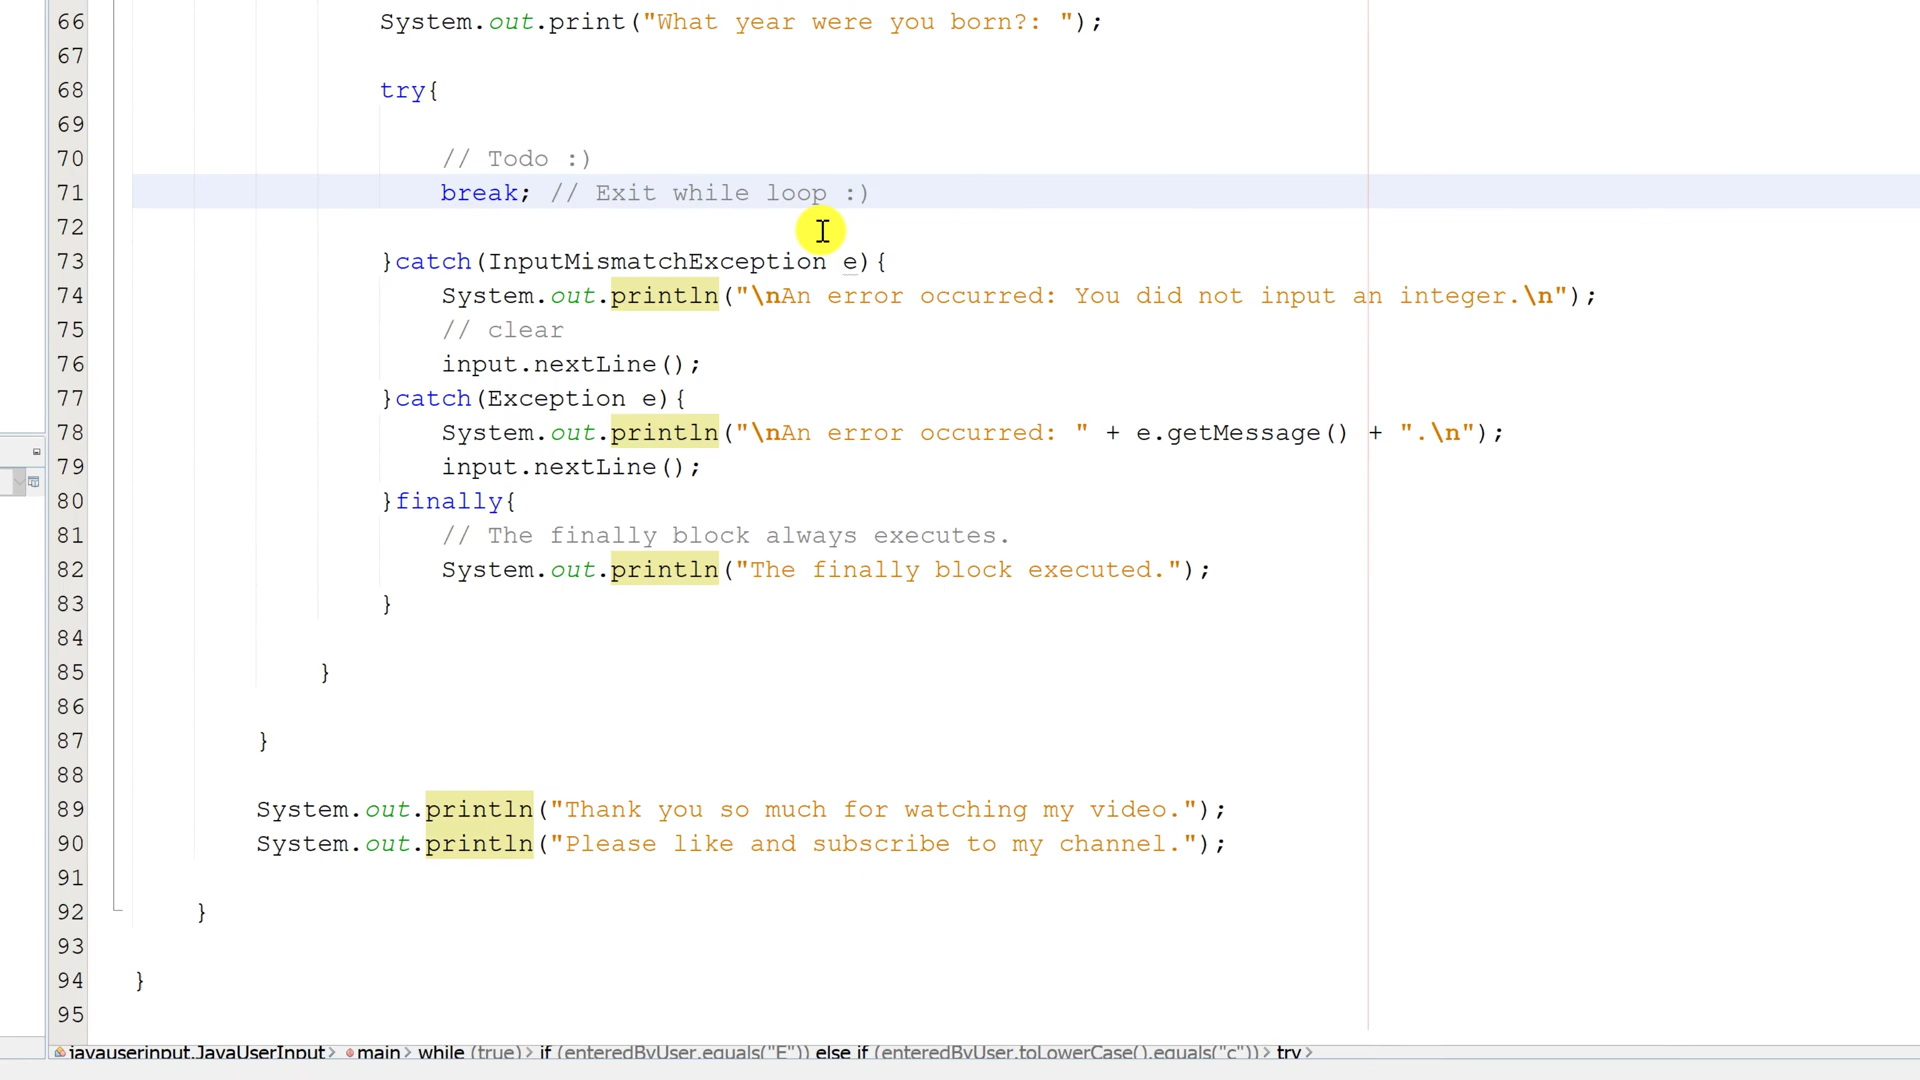 66 System.out.print("What year were you born?: ");
67
68 try{
69
70 // Todo :)
71 break; // Exit while loop :)
72
73 }catch(InputMismatchException e){
74 System.out.println("\nAn error occurred: You did not input an integer.\n");
75 // clear
76 input.nextLine();
77 }catch(Exception e){
78 System.out.println("\nAn error occurred: " + e.getMessage() + ".\n");
79 input.nextLine();
80 }finally{
81 // The finally block always executes.
82 System.out.println("The finally block executed.");
83 }
84
85 }
86
87 }
88
89 System.out.println("Thank you so much for watching my video.");
90 System.out.println("Please like and subscribe to my channel.");
91
92 }
93
94 }
95
javauserinput.JavaUserInput> main> while (true)> if (enteredByUser.equals("E")) else if (enteredByUser.toLowerCase().equals("c"))> try>